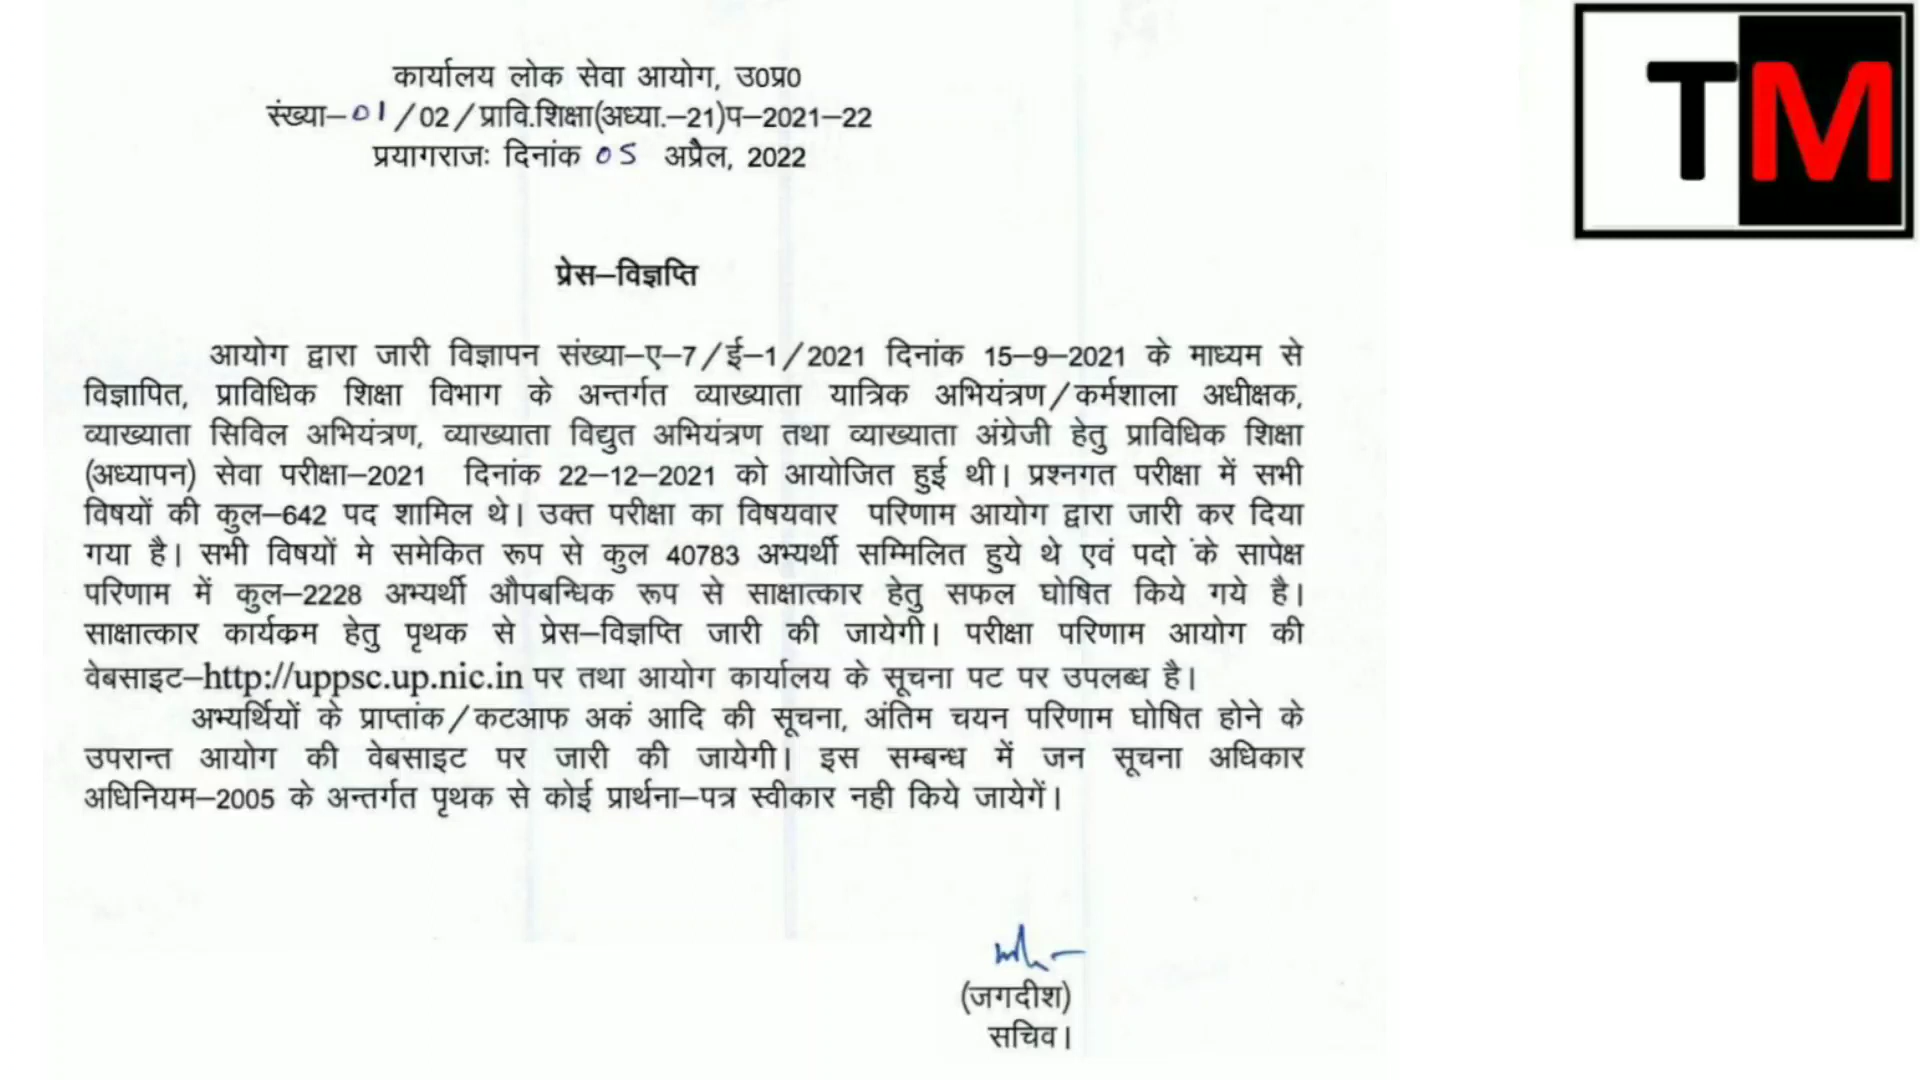 कार्यालय लोक सेवा आयोग, उ0प्र0
संख्या–01/02/प्रावि.शिक्षा(अध्या.–21)प–2021–22
प्रयागराजः दिनांक 05 अप्रैल, 2022
TM
प्रेस–विज्ञप्ति
आयोग द्वारा जारी विज्ञापन संख्या–ए–7/ई–1/2021 दिनांक 15–9–2021 के माध्यम से
विज्ञापित, प्राविधिक शिक्षा विभाग के अन्तर्गत व्याख्याता यात्रिक अभियंत्रण/कर्मशाला अधीक्षक,
व्याख्याता सिविल अभियंत्रण, व्याख्याता विद्युत अभियंत्रण तथा व्याख्याता अंग्रेजी हेतु प्राविधिक शिक्षा
(अध्यापन) सेवा परीक्षा–2021 दिनांक 22–12–2021 को आयोजित हुई थी। प्रश्नगत परीक्षा में सभी
विषयों की कुल–642 पद शामिल थे। उक्त परीक्षा का विषयवार परिणाम आयोग द्वारा जारी कर दिया
गया है। सभी विषयों मे समेकित रूप से कुल 40783 अभ्यर्थी सम्मिलित हुये थे एवं पदो ंके सापेक्ष
परिणाम में कुल–2228 अभ्यर्थी औपबन्धिक रूप से साक्षात्कार हेतु सफल घोषित किये गये है।
साक्षात्कार कार्यक्रम हेतु पृथक से प्रेस–विज्ञप्ति जारी की जायेगी। परीक्षा परिणाम आयोग की
वेबसाइट–http://uppsc.up.nic.in पर तथा आयोग कार्यालय के सूचना पट पर उपलब्ध है।
अभ्यर्थियों के प्राप्तांक/कटआफ अकं आदि की सूचना, अंतिम चयन परिणाम घोषित होने के
उपरान्त आयोग की वेबसाइट पर जारी की जायेगी। इस सम्बन्ध में जन सूचना अधिकार
अधिनियम–2005 के अन्तर्गत पृथक से कोई प्रार्थना–पत्र स्वीकार नही किये जायेगें।
(जगदीश)
सचिव।